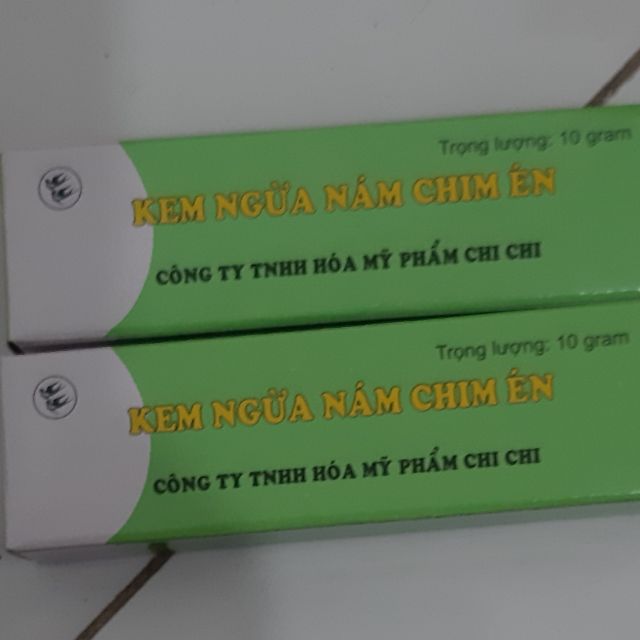 Trọng lượng: 10 gram
KEM NGỪA NÁM CHIM ÉN
CÔNG TY TNHH HÓA MỸ PHẨM CHI CHI
Trọng lượng: 10 gram
KEM NGỪA NÁM CHIM ÉN
CÔNG TY TNHH HÓA MỸ PHẨM CHI CHI